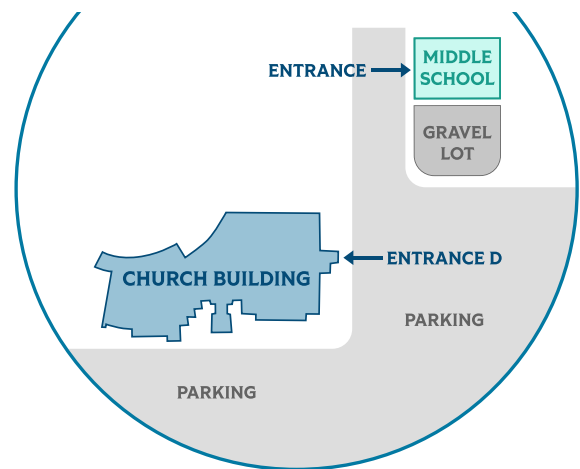 ENTRANCE
MIDDLE
SCHOOL
GRAVEL
LOT
ENTRANCE D
CHURCH BUILDING
PARKING
PARKING